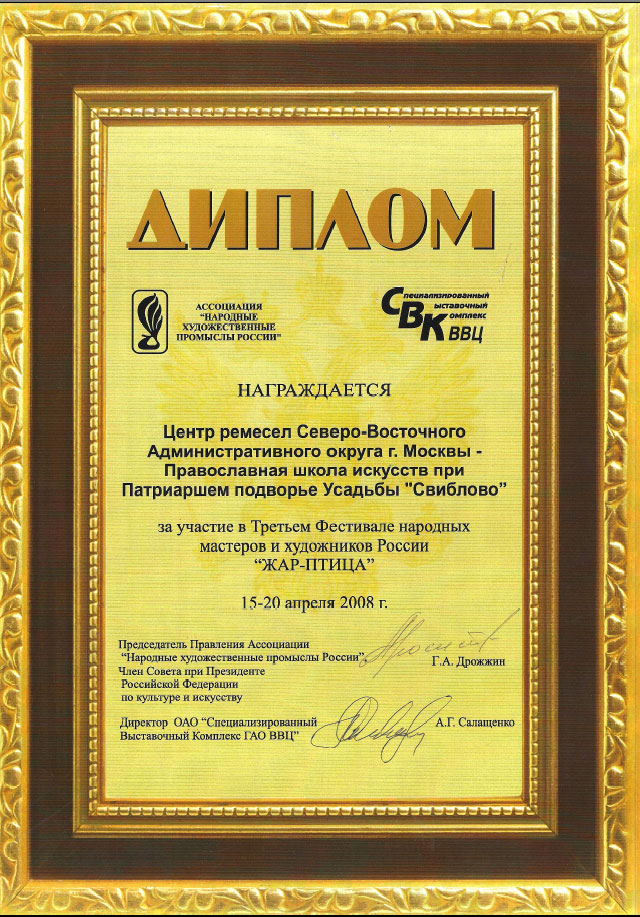 ДИПЛОМ
АССОЦИАЦИЯ
"НАРОДНЫЕ
ХУДОЖЕСТВЕННЫЕ
ПРОМЫСЛЫ РОССИИ"
Специализированный
Выставочный
Комплекс
ВВЦ
НАГРАЖДАЕТСЯ
Центр ремесел Северо-Восточного
Административного округа г. Москвы -
Православная школа искусств при
Патриаршем подворье Усадьбы "Свиблово"
за участие в Третьем Фестивале народных
мастеров и художников России
"ЖАР-ПТИЦА"
15-20 апреля 2008 г.
Председатель Правления Ассоциации
"Народные художественные промыслы России",
Член Совета при Президенте
Российской Федерации
по культуре и искусству
Г.А. Дрожжин
Директор ОАО "Специализированный
Выставочный Комплекс ГАО ВВЦ"
А.Г. Салащенко